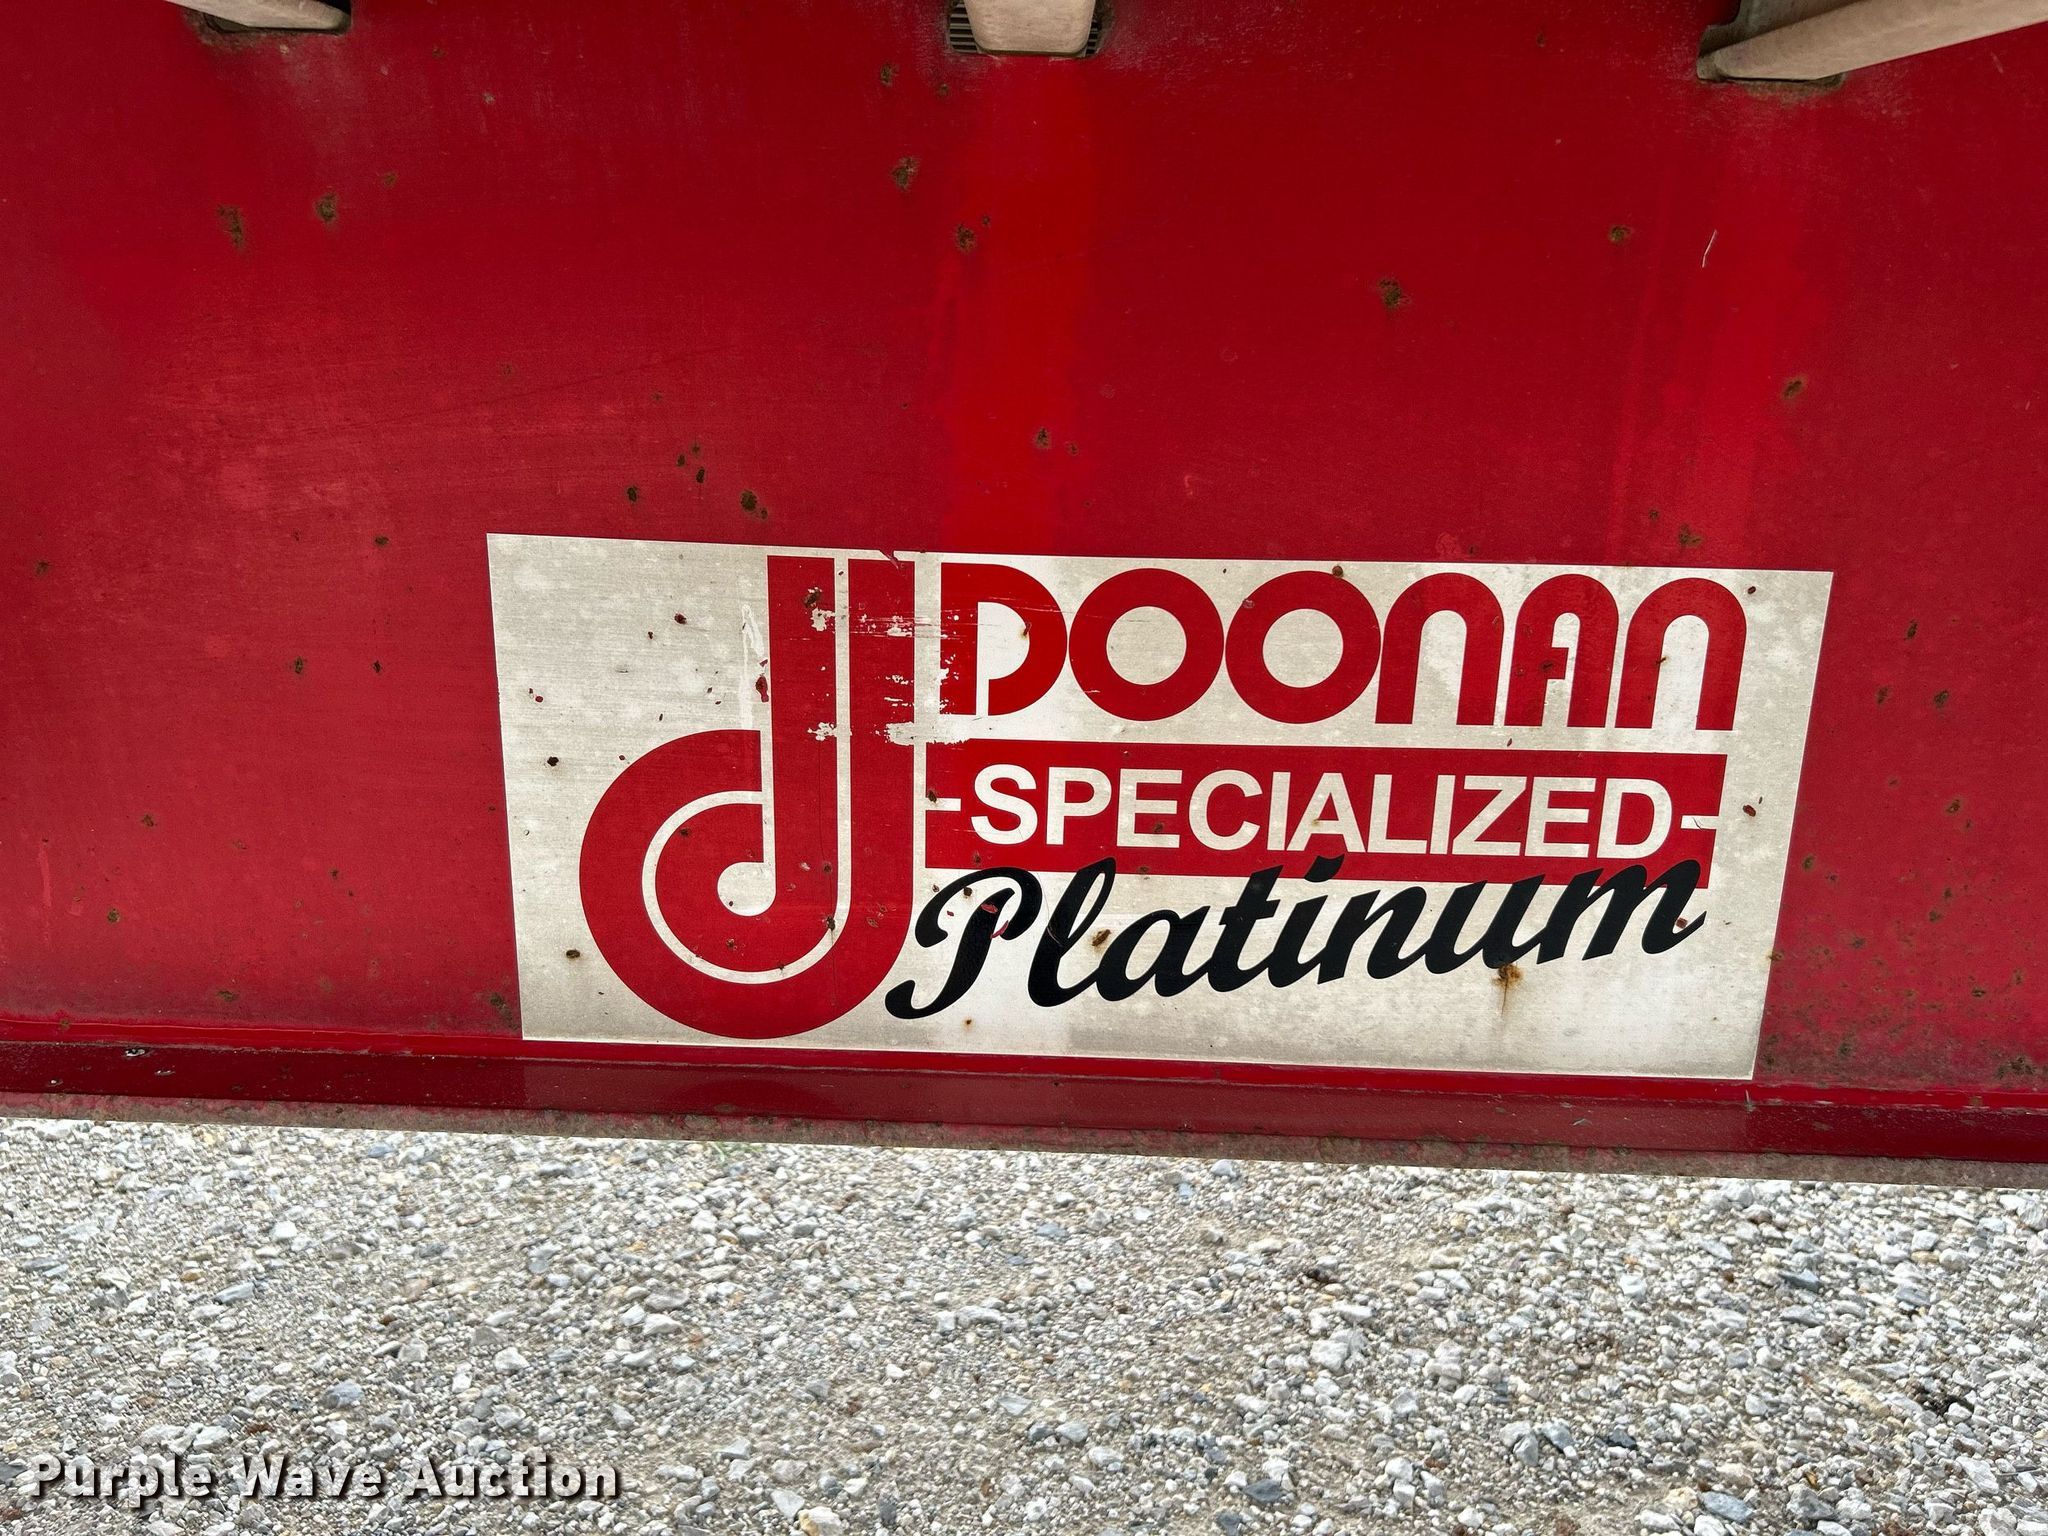 DOONAN
-SPECIALIZED-
Platinum
Purple Wave Auction